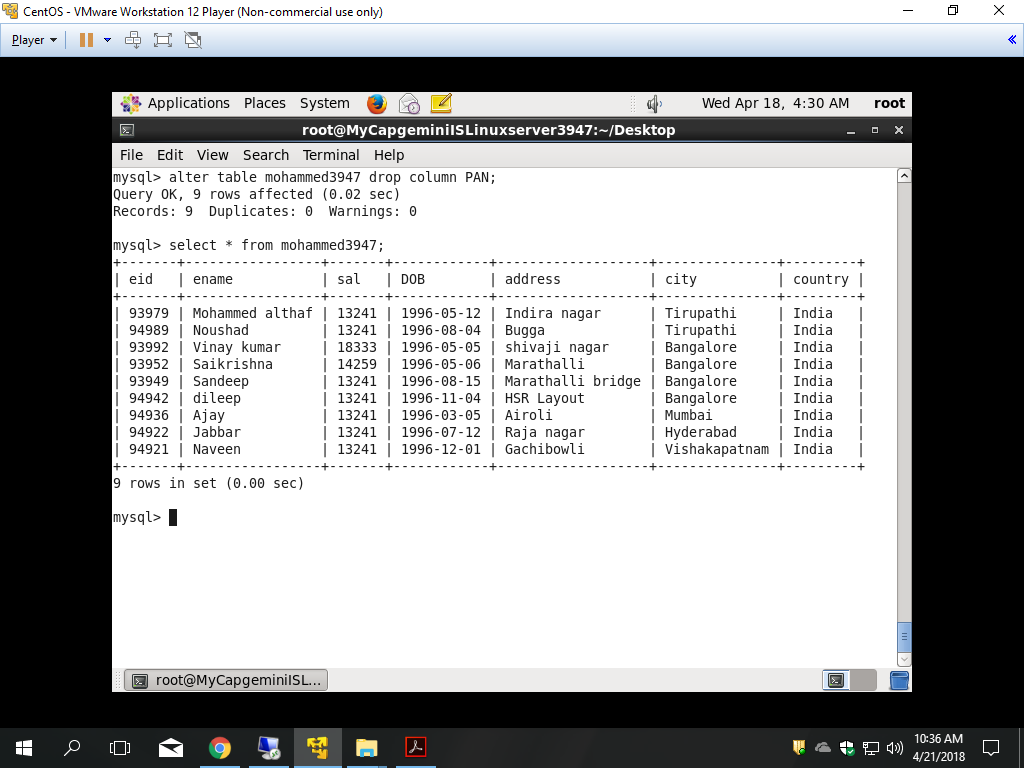 CentOS - VMware Workstation 12 Player (Non-commercial use only)
Player
Applications Places System Wed Apr 18, 4:30 AM root
root@MyCapgeminiISLinuxserver3947:~/Desktop
File Edit View Search Terminal Help
mysql> alter table mohammed3947 drop column PAN;
Query OK, 9 rows affected (0.02 sec)
Records: 9  Duplicates: 0  Warnings: 0
mysql> select * from mohammed3947;
+-------+----------------+-------+------------+-------------------+---------------+---------+
| eid   | ename          | sal   | DOB        | address           | city          | country |
+-------+----------------+-------+------------+-------------------+---------------+---------+
| 93979 | Mohammed althaf | 13241 | 1996-05-12 | Indira nagar      | Tirupathi     | India   |
| 94989 | Noushad        | 13241 | 1996-08-04 | Bugga             | Tirupathi     | India   |
| 93992 | Vinay kumar    | 18333 | 1996-05-05 | shivaji nagar     | Bangalore     | India   |
| 93952 | Saikrishna     | 14259 | 1996-05-06 | Marathalli        | Bangalore     | India   |
| 93949 | Sandeep        | 13241 | 1996-08-15 | Marathalli bridge | Bangalore     | India   |
| 94942 | dileep         | 13241 | 1996-11-04 | HSR Layout        | Bangalore     | India   |
| 94936 | Ajay           | 13241 | 1996-03-05 | Airoli            | Mumbai        | India   |
| 94922 | Jabbar         | 13241 | 1996-07-12 | Raja nagar        | Hyderabad     | India   |
| 94921 | Naveen         | 13241 | 1996-12-01 | Gachibowli        | Vishakapatnam | India   |
+-------+----------------+-------+------------+-------------------+---------------+---------+
9 rows in set (0.00 sec)
mysql>
root@MyCapgeminiISL...
10:36 AM
4/21/2018